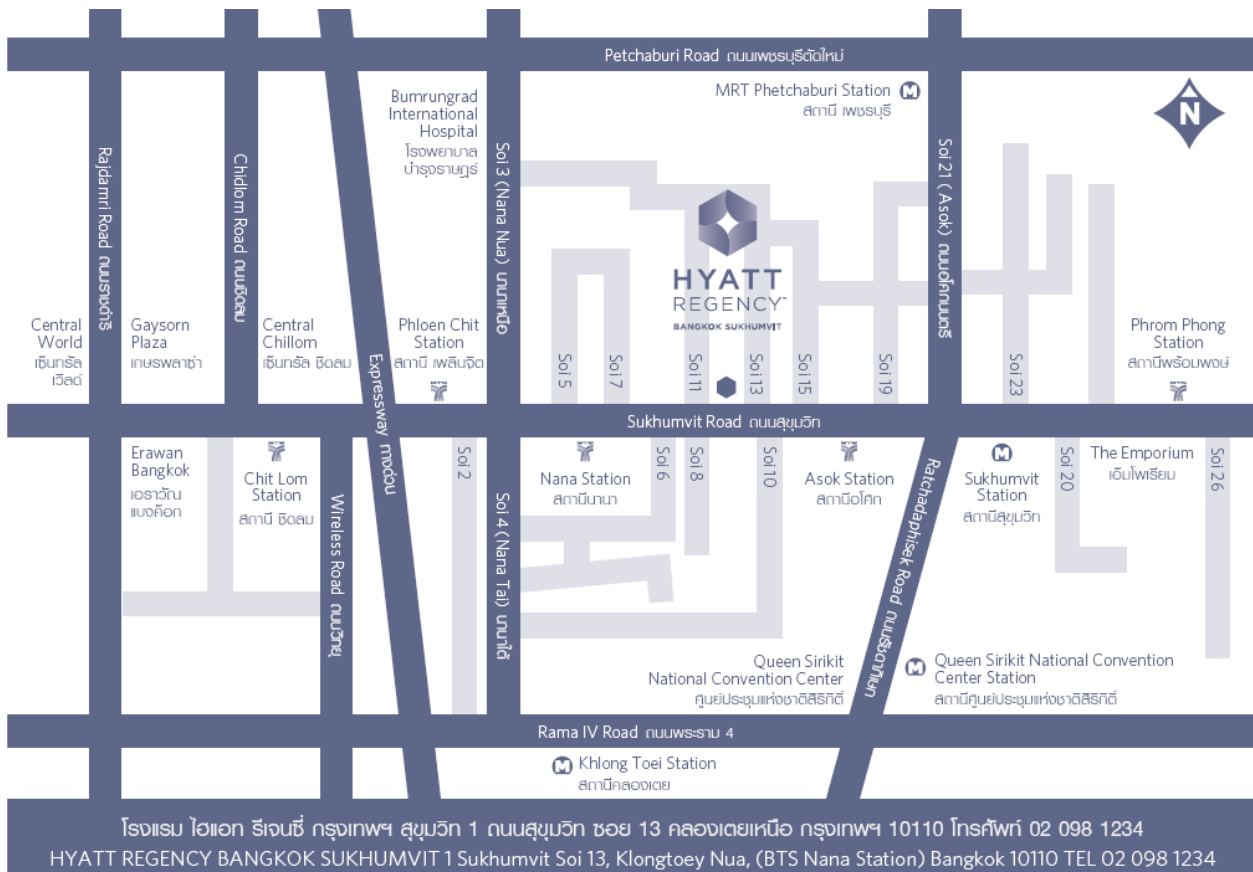 Petchaburi Road ถนนเพชรบุรีตัดใหม่
Bumrungrad
International
Hospital
โรงพยาบาล
บำรุงราษฎร์
MRT Phetchaburi Station
สถานี เพชรบุรี
N
Rajdamri Road ถนนราชดำริ
Chidlom Road ถนนชิดลม
Soi 3 (Nana Nua) นานาเหนือ
Soi 21 (Asok) ถนนอโศกมนตรี
HYATT
REGENCY™
BANGKOK SUKHUMVIT
Central
World
เซ็นทรัล
เวิลด์
Gaysorn
Plaza
เกษรพลาซ่า
Central
Chillom
เซ็นทรัล ชิดลม
Expressway ทางด่วน
Phloen Chit
Station
สถานี เพลินจิต
Soi 5
Soi 7
Soi 11
Soi 13
Soi 15
Soi 19
Soi 23
Phrom Phong
Station
สถานีพร้อมพงษ์
Sukhumvit Road ถนนสุขุมวิท
Erawan
Bangkok
เอราวัณ
แบงค็อก
Chit Lom
Station
สถานี ชิดลม
Wireless Road ถนนวิทยุ
Soi 2
Soi 4 (Nana Tai) นานาใต้
Nana Station
สถานีนานา
Soi 6
Soi 8
Soi 10
Asok Station
สถานีอโศก
Ratchadaphisek Road ถนนรัชดาภิเษก
Sukhumvit
Station
สถานีสุขุมวิท
Soi 20
The Emporium
เอ็มโพเรียม
Soi 26
Queen Sirikit
National Convention Center
ศูนย์ประชุมแห่งชาติสิริกิติ์
Queen Sirikit National Convention
Center Station
สถานีศูนย์ประชุมแห่งชาติสิริกิติ์
Rama IV Road ถนนพระราม 4
Khlong Toei Station
สถานีคลองเตย
โรงแรม ไฮแอท รีเจนซี่ กรุงเทพฯ สุขุมวิท 1 ถนนสุขุมวิท ซอย 13 คลองเตยเหนือ กรุงเทพฯ 10110 โทรศัพท์ 02 098 1234
HYATT REGENCY BANGKOK SUKHUMVIT 1 Sukhumvit Soi 13, Klongtoey Nua, (BTS Nana Station) Bangkok 10110 TEL 02 098 1234